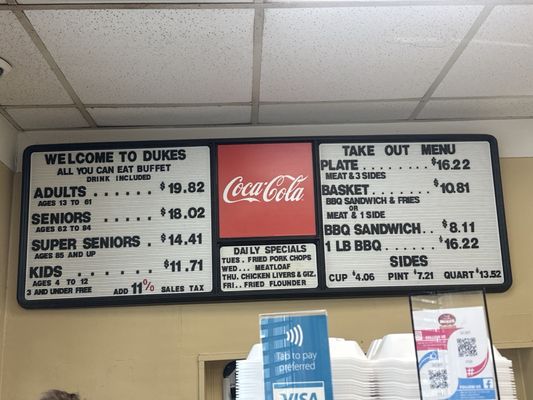 WELCOME TO DUKES
ALL YOU CAN EAT BUFFET
DRINK INCLUDED
ADULTS . . . . . . $19.82
AGES 13 TO 61
SENIORS . . . . . $18.02
AGES 62 TO 84
SUPER SENIORS . $14.41
AGES 85 AND UP
KIDS . . . . . . . $11.71
AGES 4 TO 12
3 AND UNDER FREE ADD 11% SALES TAX
Coca-Cola
DAILY SPECIALS
TUES . FRIED PORK CHOPS
WED . . . MEATLOAF
THU. CHICKEN LIVERS & GIZ.
FRI . . FRIED FLOUNDER
TAKE OUT MENU
PLATE . . . . . . . $16.22
MEAT & 3 SIDES
BASKET . . . . . . . $10.81
BBQ SANDWICH & FRIES
OR
MEAT & 1 SIDE
BBQ SANDWICH . . $8.11
1 LB BBQ . . . . . $16.22
SIDES
CUP $4.06 PINT $7.21 QUART $13.52
Tap to pay
preferred
VISA